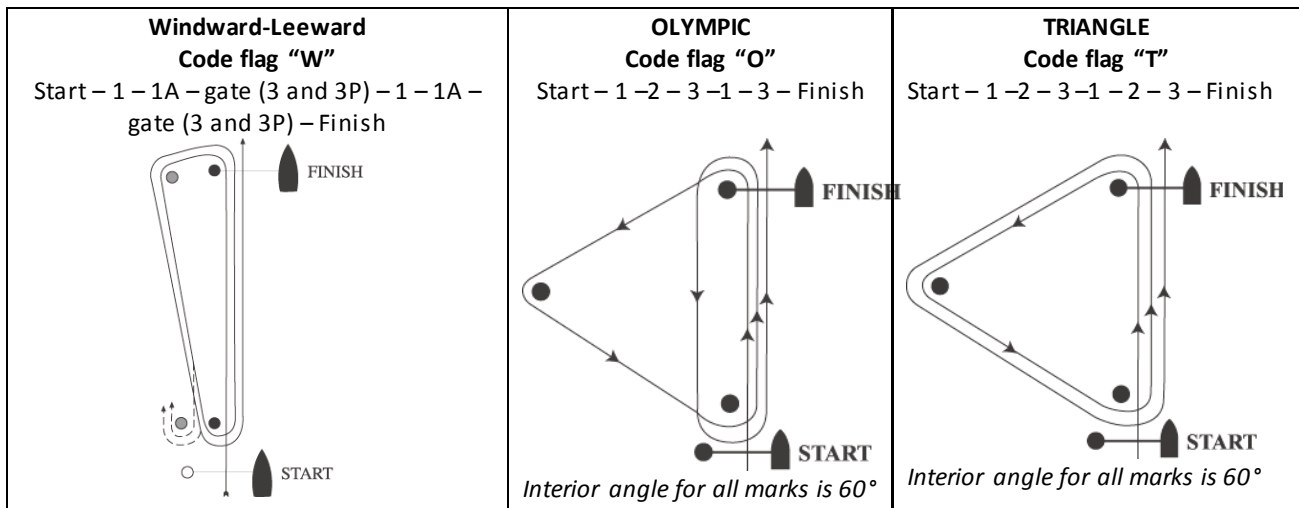 Windward-Leeward
Code flag “W”
Start – 1 – 1A – gate (3 and 3P) – 1 – 1A –
gate (3 and 3P) – Finish
FINISH
START
OLYMPIC
Code flag “O”
Start – 1 –2 – 3 –1 – 3 – Finish
FINISH
START
Interior angle for all marks is 60°
TRIANGLE
Code flag “T”
Start – 1 –2 – 3 –1 – 2 – 3 – Finish
FINISH
START
Interior angle for all marks is 60°